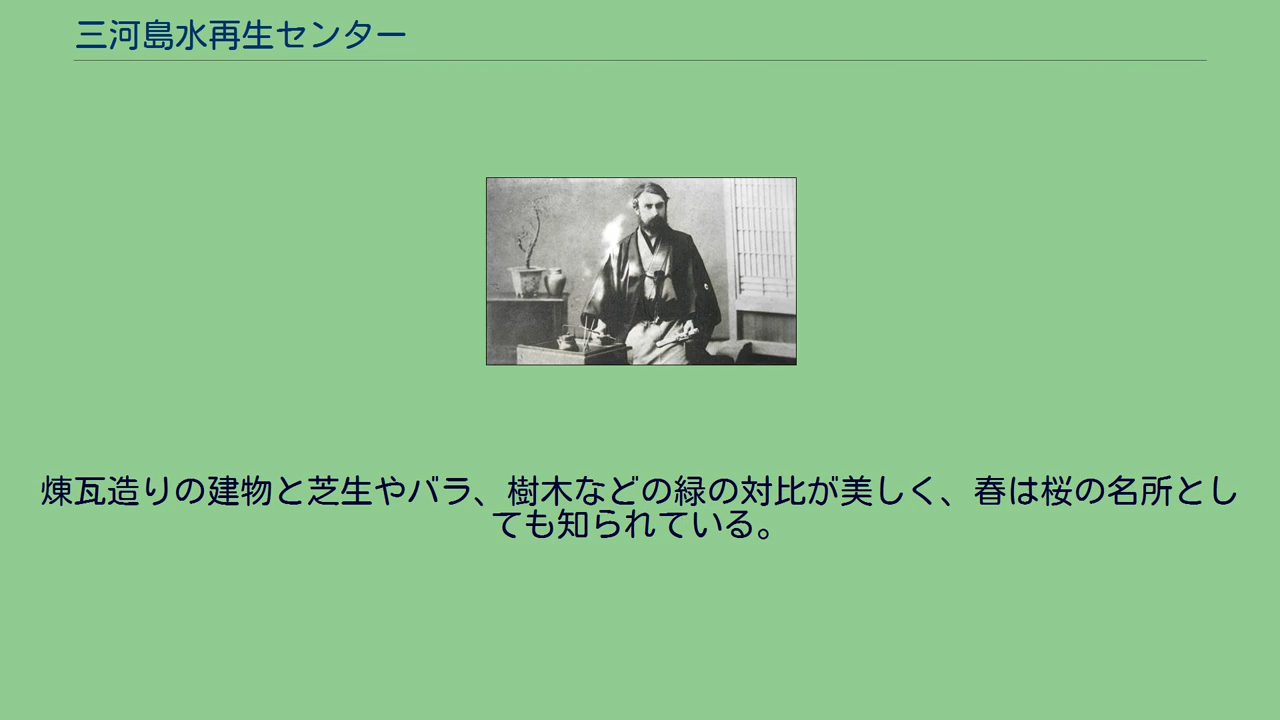 三河島水再生センター
煉瓦造りの建物と芝生やバラ、樹木などの緑の対比が美しく、春は桜の名所とし
ても知られている。